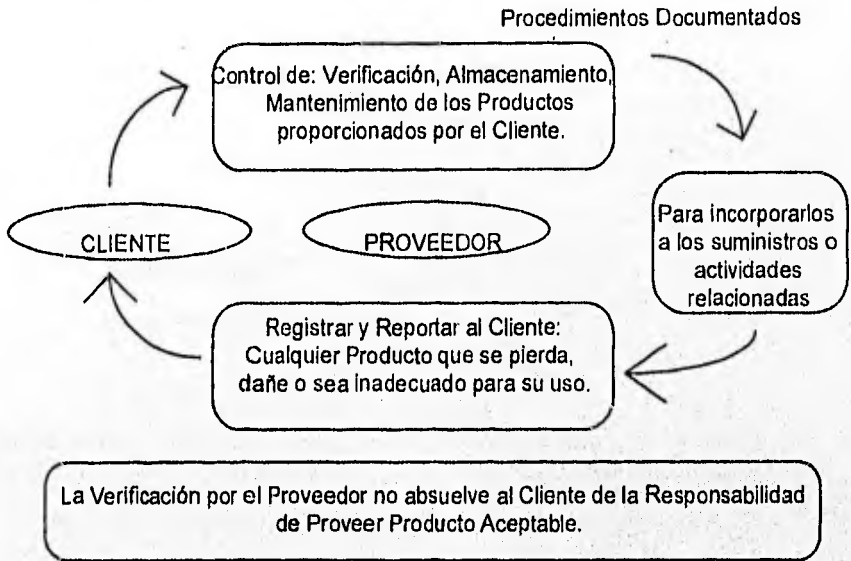 Procedimientos Documentados
Control de: Verificación, Almacenamiento,
Mantenimiento de los Productos
proporcionados por el Cliente.
CLIENTE
PROVEEDOR
Para incorporarlos
a los suministros o
actividades
relacionadas
Registrar y Reportar al Cliente:
Cualquier Producto que se pierda,
dañe o sea inadecuado para su uso.
La Verificación por el Proveedor no absuelve al Cliente de la Responsabilidad
de Proveer Producto Aceptable.